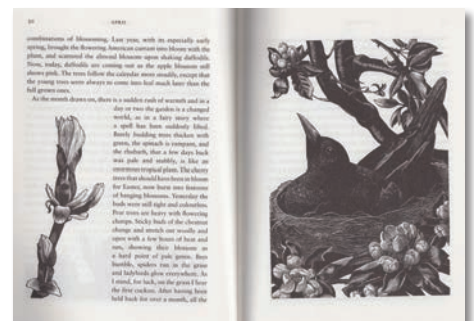 50 APRIL
combinations of blossoming. Last year, with its especially early
spring, brought the flowering American currant into bloom with the
plum, and scattered the almond blossom upon shaking daffodils.
Now, today, daffodils are coming out as the apple blossom still
shows pink. The trees follow the calendar more steadily, except that
the young trees were always to come into leaf much later than the
full grown ones.
As the month draws on, there is a sudden rush of warmth and in a
day or two the garden is a changed
world, as in a fairy story where
a spell has been suddenly lifted.
Barely budding trees thicken with
green, the spinach is rampant, and
the rhubarb, that a few days back
was pale and stubbly, is like an
enormous tropical plant. The cherry
trees that should have been in bloom
for Easter, now burst into festoons
of hanging blossoms. Yesterday the
buds were still tight and colourless.
Pear trees are heavy with flowering
clumps. Sticky buds of the chestnut
change and stretch out woolly and
open with a few hours of heat and
sun, showing their blossom as
a hard point of pale green. Bees
bumble, spiders run in the grass
and ladybirds glow everywhere. As
I stand, for luck, on the grass I hear
the first cuckoo. After having been
held back for over a month, all the